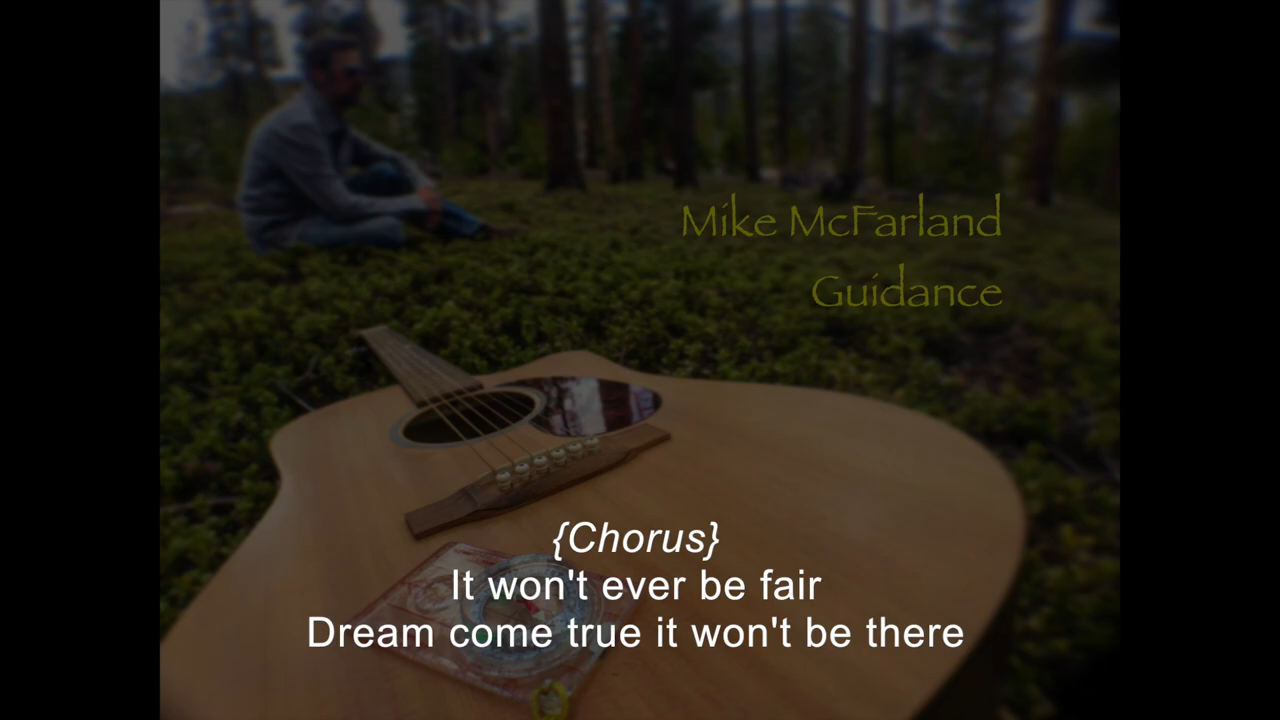 Mike McFarland
Guidance
{Chorus}
It won't ever be fair
Dream come true it won't be there